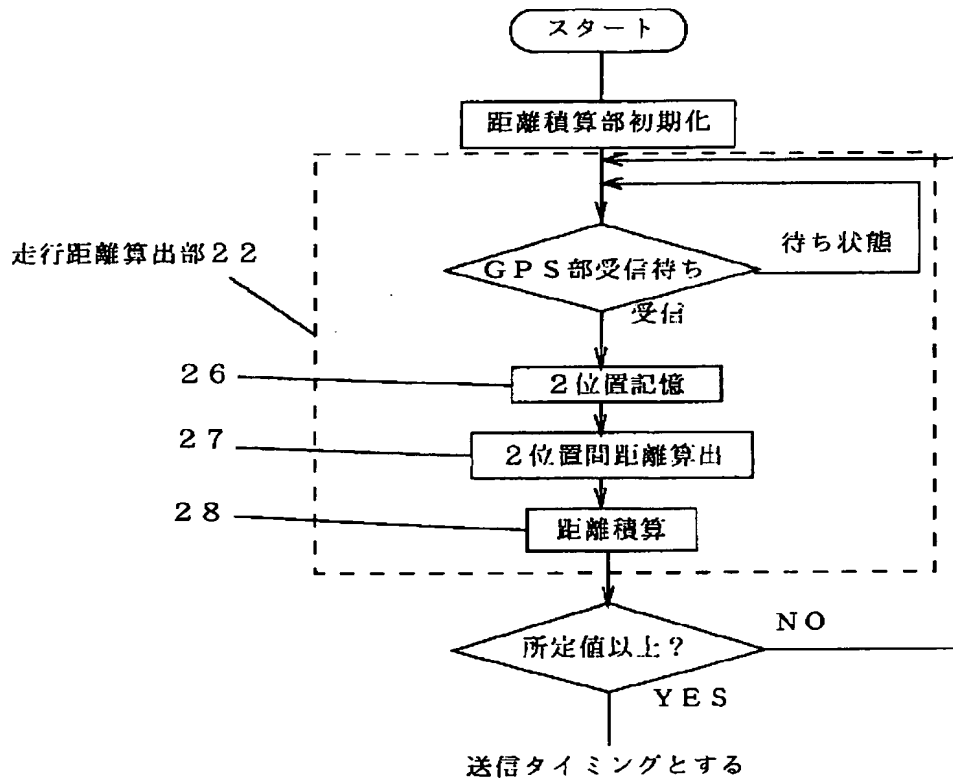 スタート
距離積算部初期化
走行距離算出部22
GPS部受信待ち
待ち状態
受信
26
2位置記憶
27
2位置間距離算出
28
距離積算
所定値以上?
NO
YES
送信タイミングとする